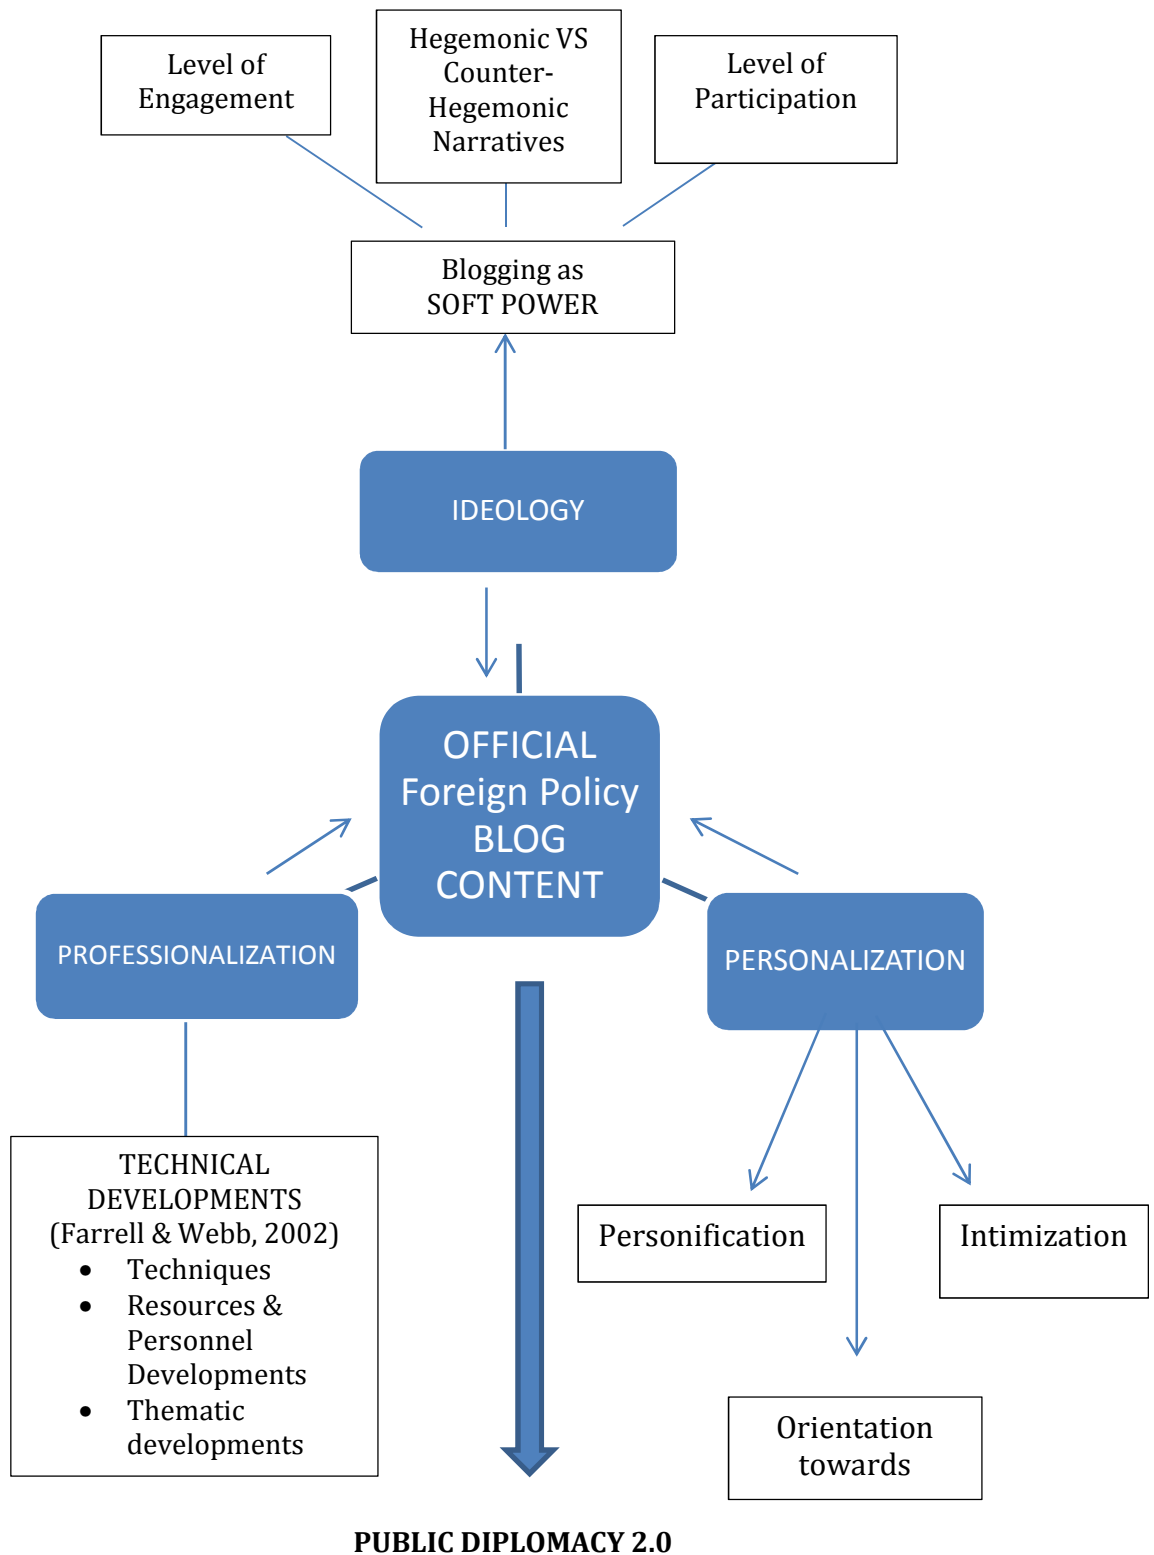 Level of
Engagement
Hegemonic VS
Counter-
Hegemonic
Narratives
Level of
Participation
Blogging as
SOFT POWER
IDEOLOGY
OFFICIAL
Foreign Policy
BLOG
CONTENT
PROFESSIONALIZATION
PERSONALIZATION
TECHNICAL
DEVELOPMENTS
(Farrell & Webb, 2002)
• Techniques
• Resources &
Personnel
Developments
• Thematic
developments
Personification
Intimization
Orientation
towards
PUBLIC DIPLOMACY 2.0